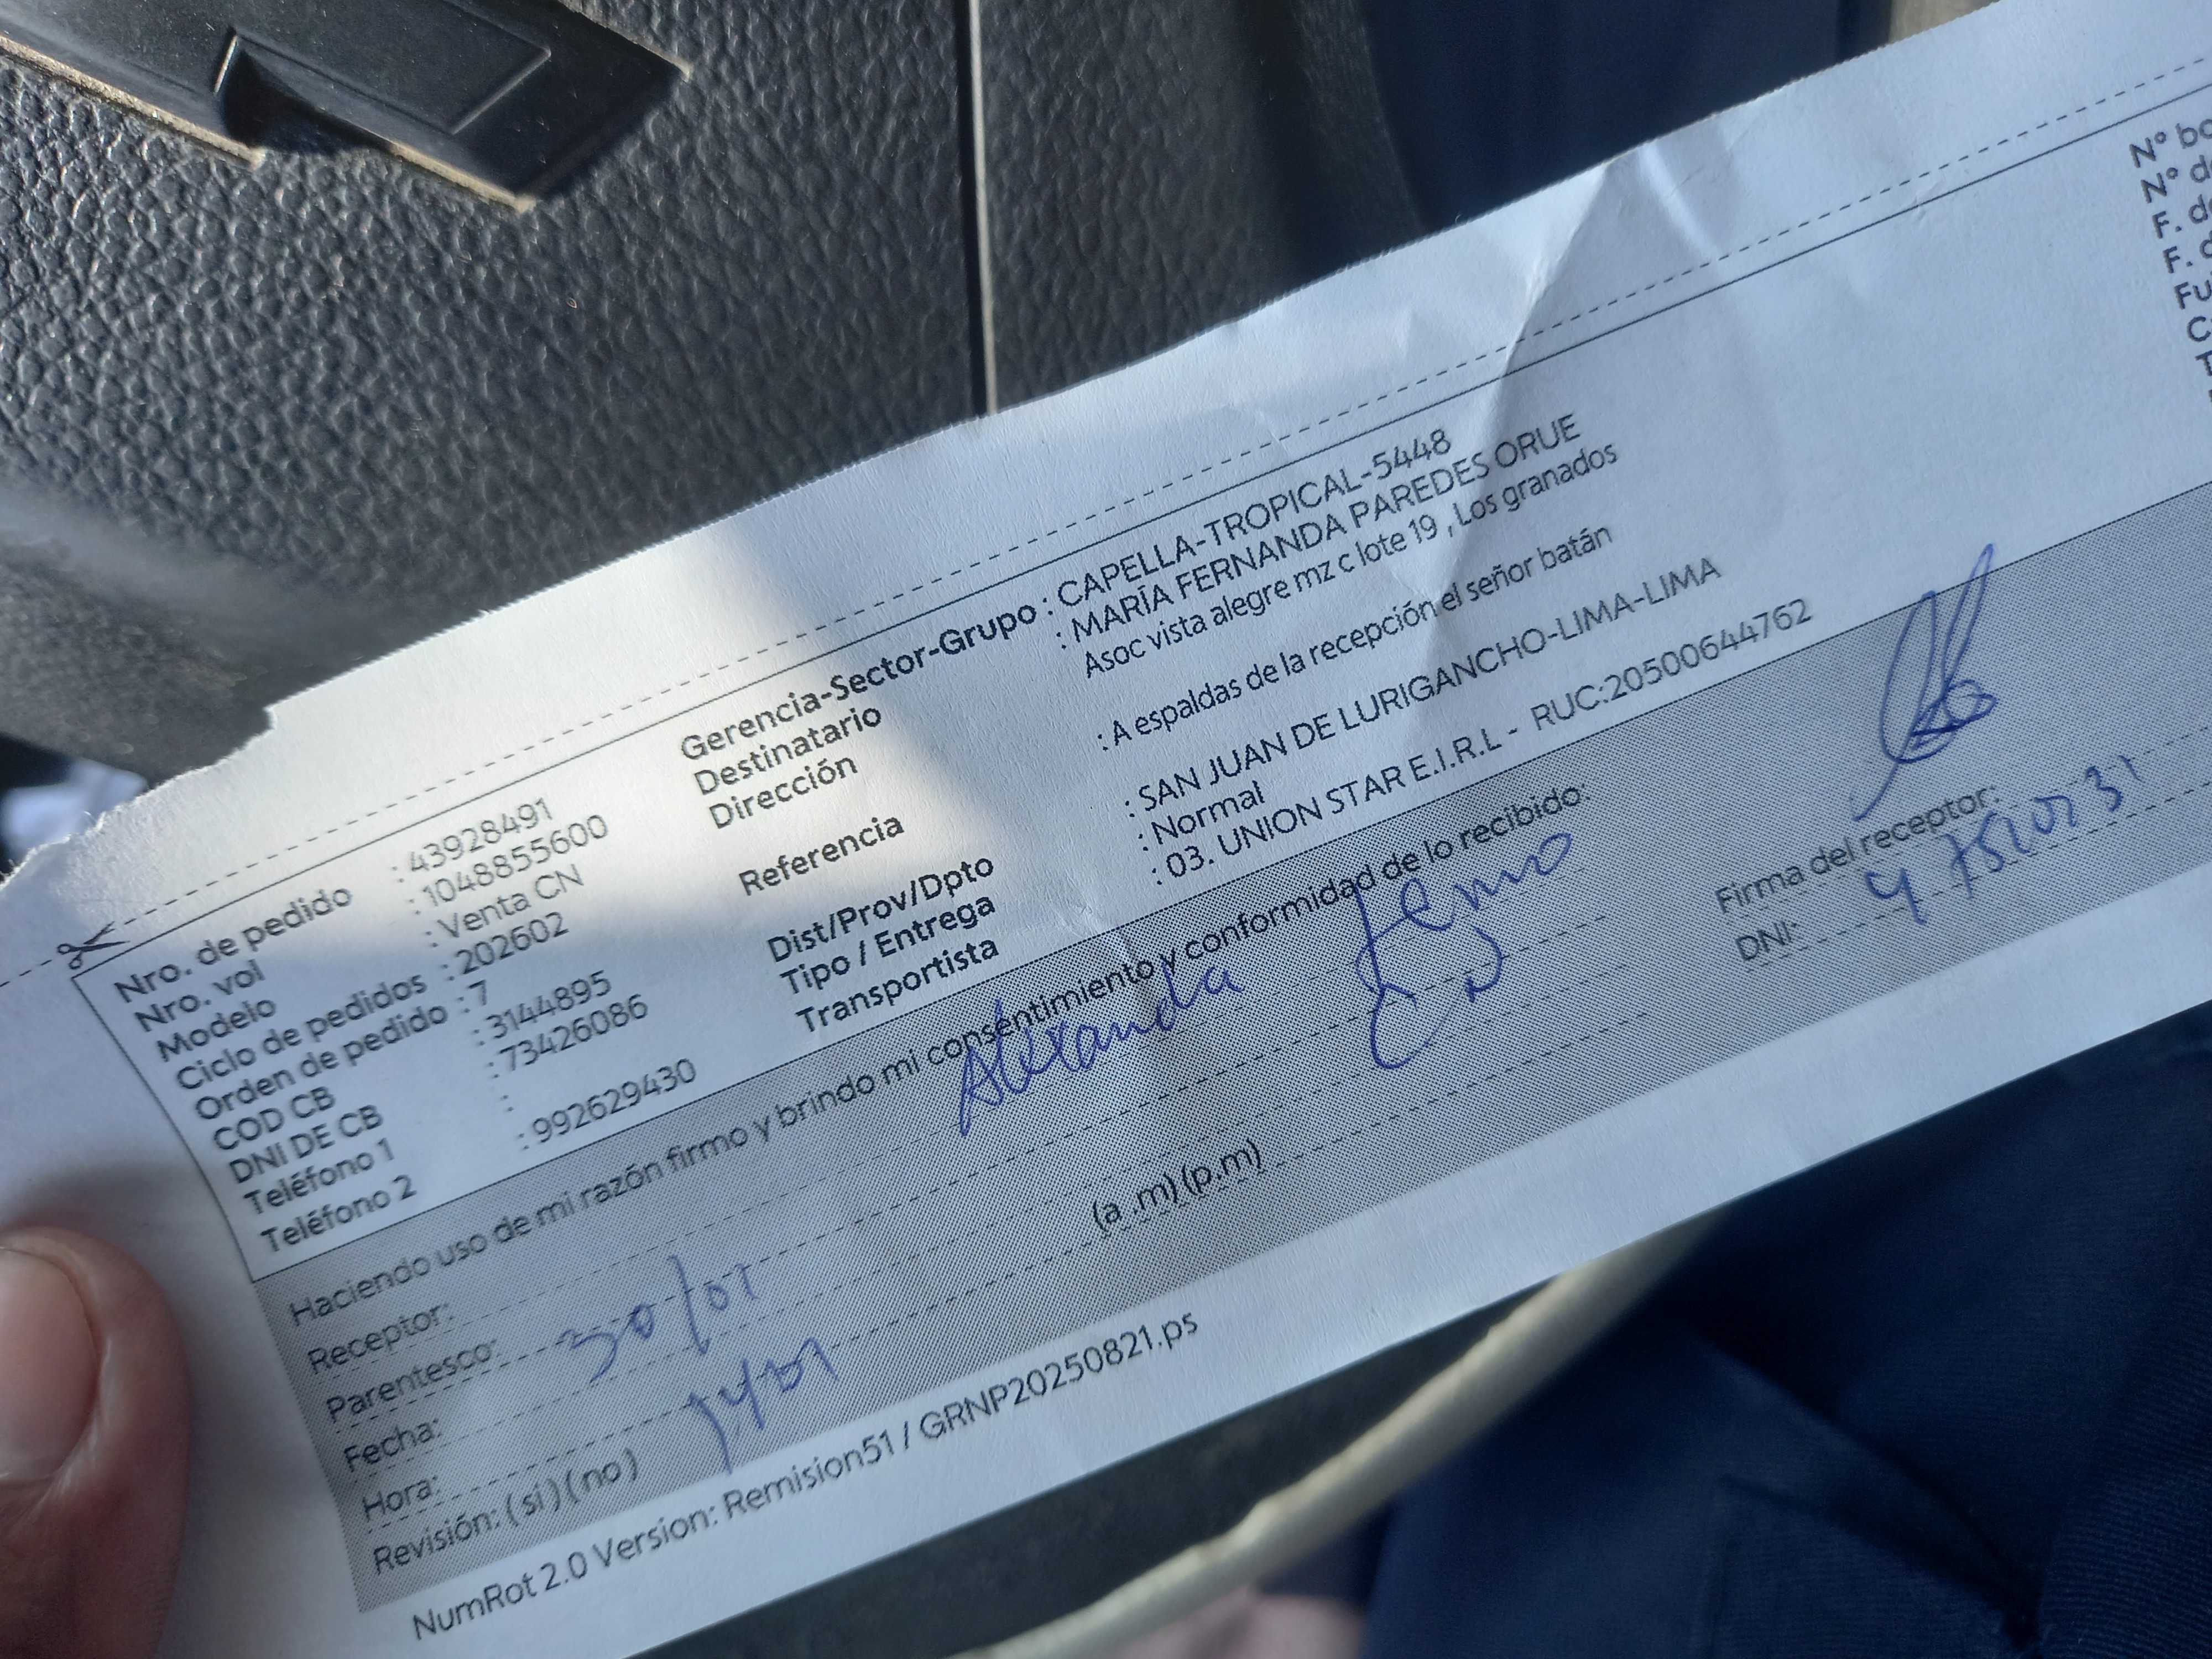 Nro. de pedido : 43928491
Nro. vol : 1048855600
Modelo : Venta CN
Ciclo de pedidos : 202602
Orden de pedido : 7
COD CB : 3144895
DNI DE CB : 73426086
Teléfono 1 :
Teléfono 2 : 992629430
Gerencia-Sector-Grupo : CAPELLA-TROPICAL-5448
Destinatario : MARÍA FERNANDA PAREDES ORUE
Dirección Asoc vista alegre mz c lote 19 , Los granados
Referencia : A espaldas de la recepción el señor batán
Dist/Prov/Dpto : SAN JUAN DE LURIGANCHO-LIMA-LIMA
Tipo / Entrega : Normal
Transportista : 03. UNION STAR E.I.R.L - RUC:20500644762
N° bo
N° d
F. d
F.
Fu
C
T
Haciendo uso de mi razón firmo y brindo mi consentimiento y conformidad de lo recibido:
Receptor: Alexanda
Parentesco:
Fecha: 30/01
Hora: (a .m) (p.m)
Revisión: ( si ) ( no )
Firma del receptor:
DNI:
NumRot 2.0 Version: Remision51 / GRNP20250821.ps